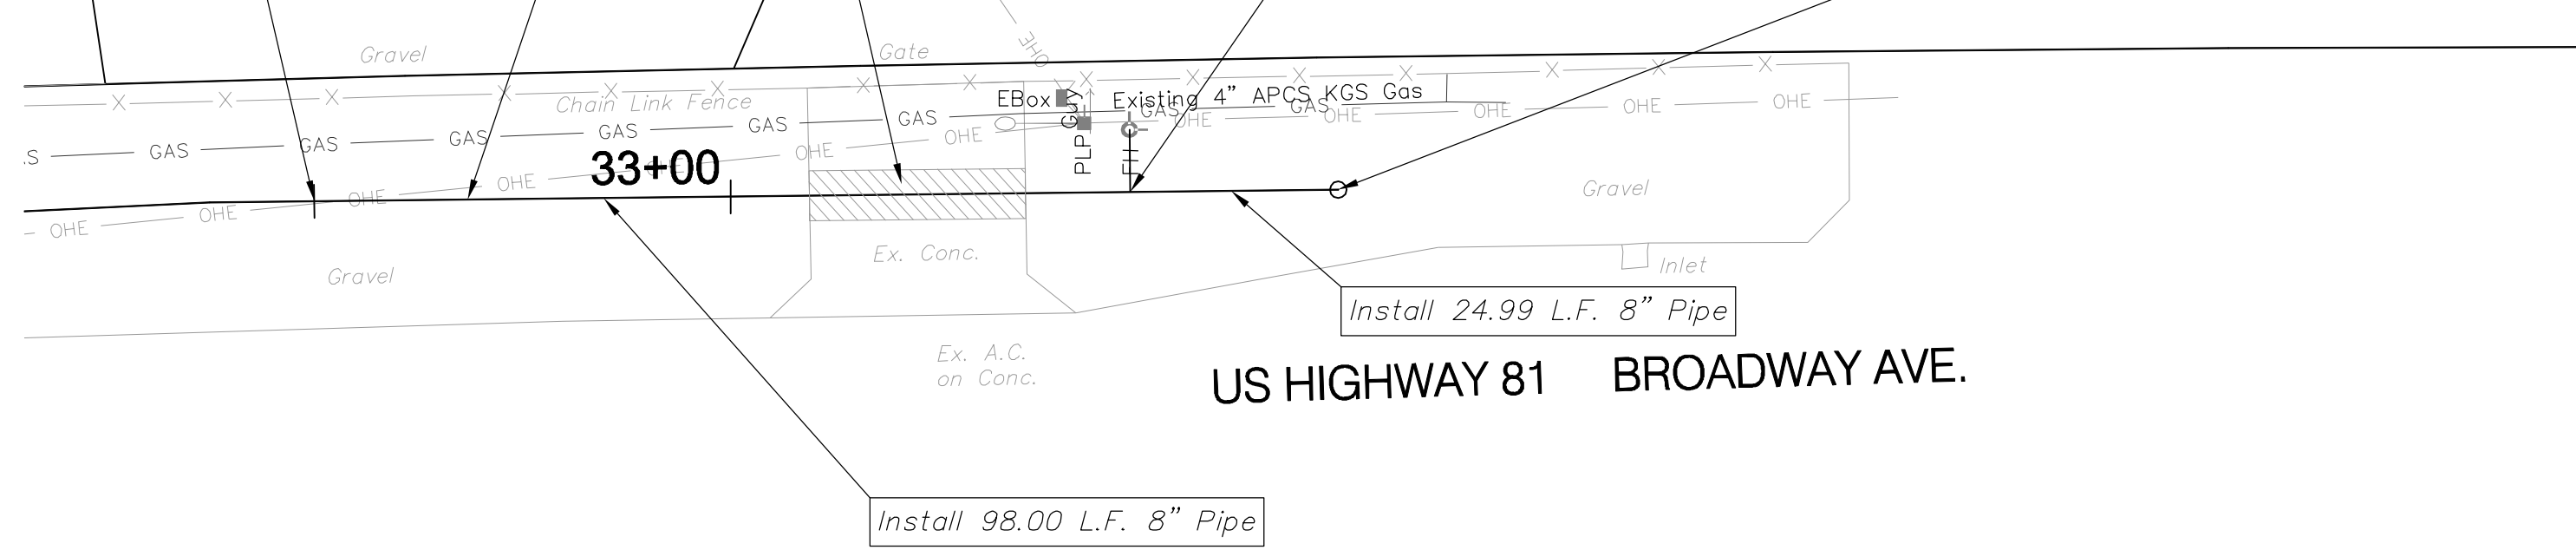 Gravel
Gate
OHE
X X X X X X X X X X X X X X
Chain Link Fence
EBox
Guy
Existing 4” APCS KGS Gas
GAS GAS GAS GAS GAS GAS GAS GAS
OHE OHE OHE OHE OHE OHE OHE OHE OHE OHE OHE OHE
PLP
FH
33+00
Gravel
Gravel
Ex. Conc.
Inlet
Install 24.99 L.F. 8” Pipe
Ex. A.C.
on Conc.
US HIGHWAY 81 BROADWAY AVE.
Install 98.00 L.F. 8” Pipe